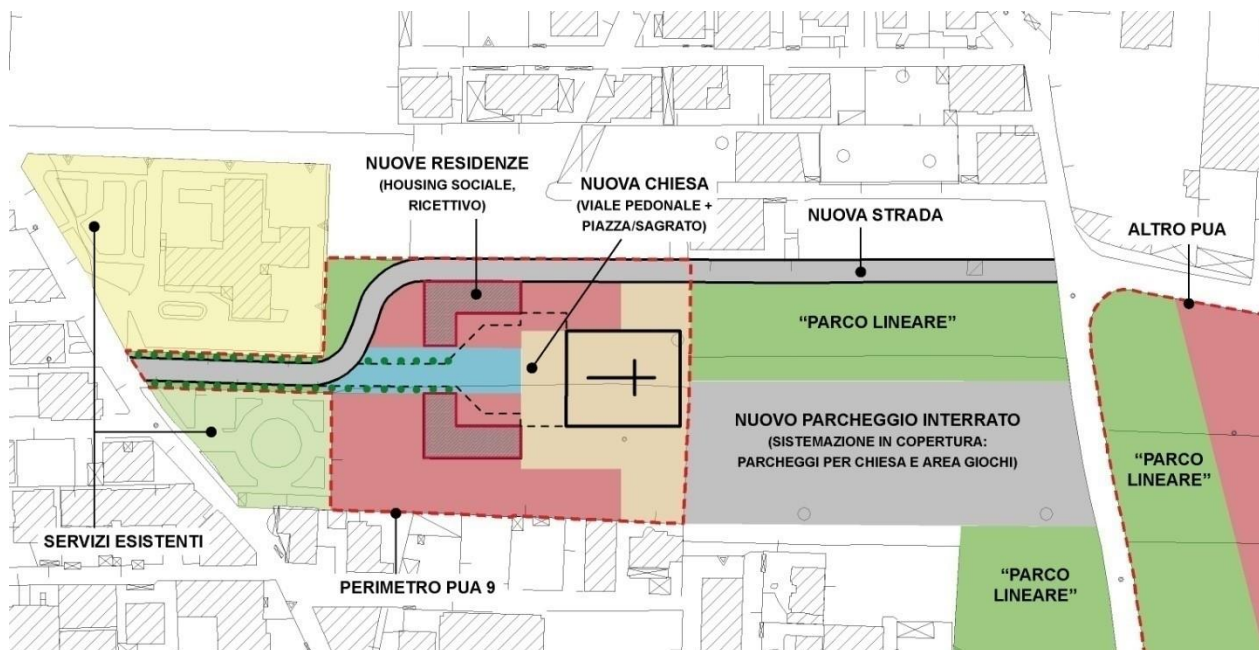 NUOVE RESIDENZE
(HOUSING SOCIALE,
RICETTIVO)
NUOVA CHIESA
(VIALE PEDONALE +
PIAZZA/SAGRATO)
NUOVA STRADA
ALTRO PUA
“PARCO LINEARE”
NUOVO PARCHEGGIO INTERRATO
(SISTEMAZIONE IN COPERTURA:
PARCHEGGI PER CHIESA E AREA GIOCHI)
“PARCO
LINEARE”
SERVIZI ESISTENTI
PERIMETRO PUA 9
“PARCO
LINEARE”